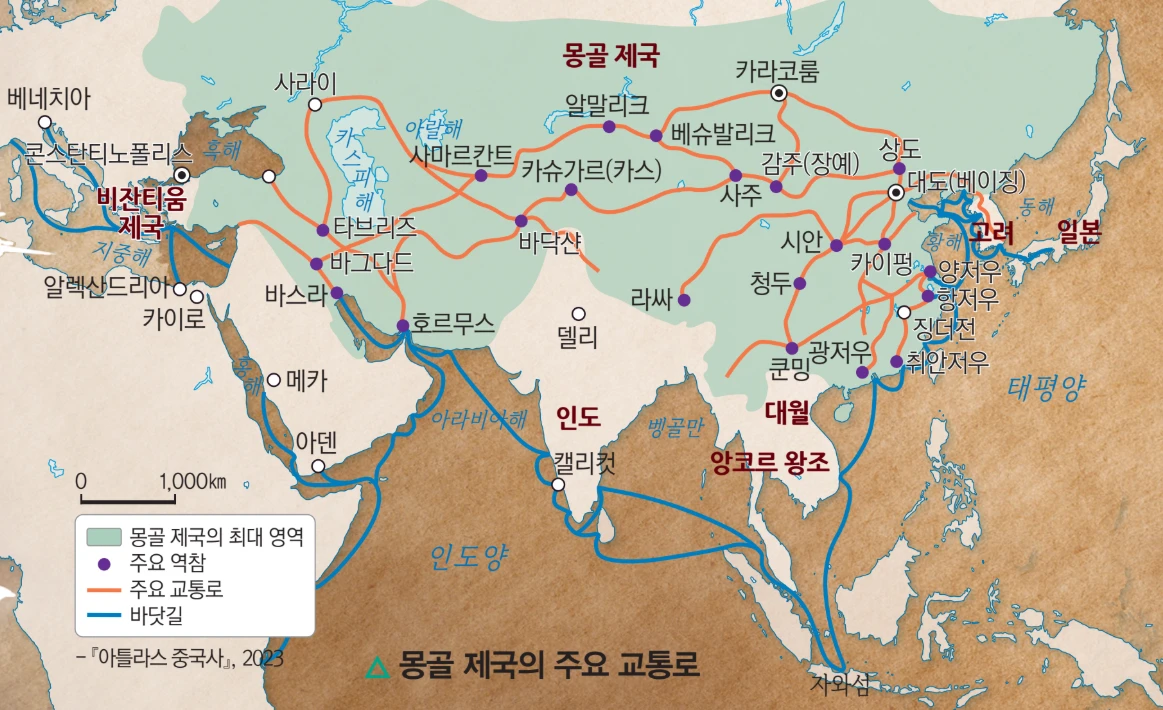 몽골 제국
카라코룸
사라이
베네치아
알말리크
아랄해
베슈발리크
콘스탄티노폴리스
흑해
카
스
피
해
사마르칸트
카슈가르(카스)
감주(장예)
상도
사주
대도(베이징)
비잔티움
제국
동해
타브리즈
바닥샨
시안
황해
고려
일본
지중해
바그다드
카이펑
양저우
알렉산드리아
바스라
라싸
청두
항저우
카이로
호르무스
델리
징더전
광저우
쿤밍
취안저우
홍
해
메카
태평양
아라비아해
인도
벵골만
대월
아덴
캘리컷
앙코르 왕조
0 1,000km
몽골 제국의 최대 영역
주요 역참
주요 교통로
바닷길
인도양
-『아틀라스 중국사』, 2023
△ 몽골 제국의 주요 교통로
자와섬